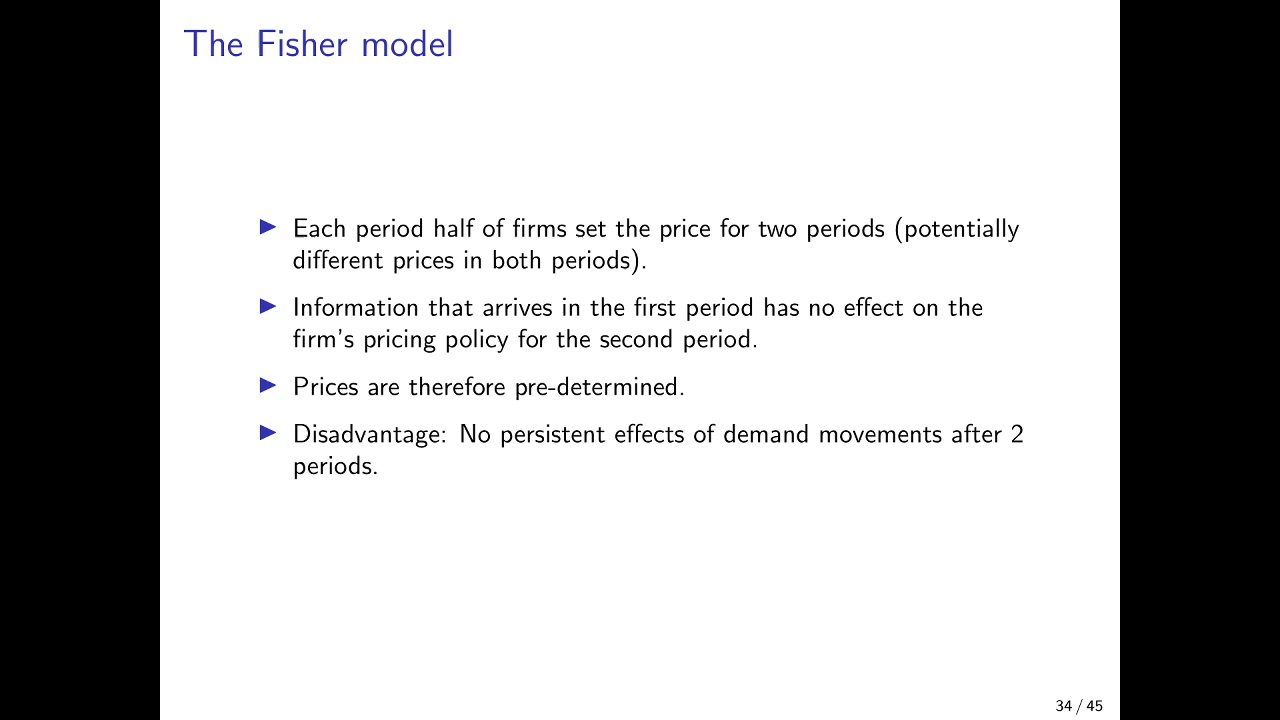 The Fisher model
▶ Each period half of firms set the price for two periods (potentially
different prices in both periods).
▶ Information that arrives in the first period has no effect on the
firm's pricing policy for the second period.
▶ Prices are therefore pre-determined.
▶ Disadvantage: No persistent effects of demand movements after 2
periods.
34 / 45